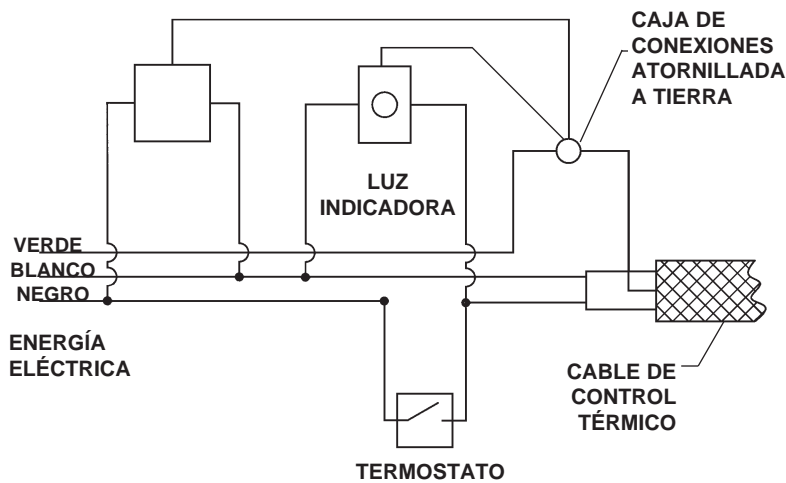 CAJA DE
CONEXIONES
ATORNILLADA
A TIERRA
LUZ
INDICADORA
VERDE
BLANCO
NEGRO
ENERGÍA
ELÉCTRICA
CABLE DE
CONTROL
TÉRMICO
TERMOSTATO